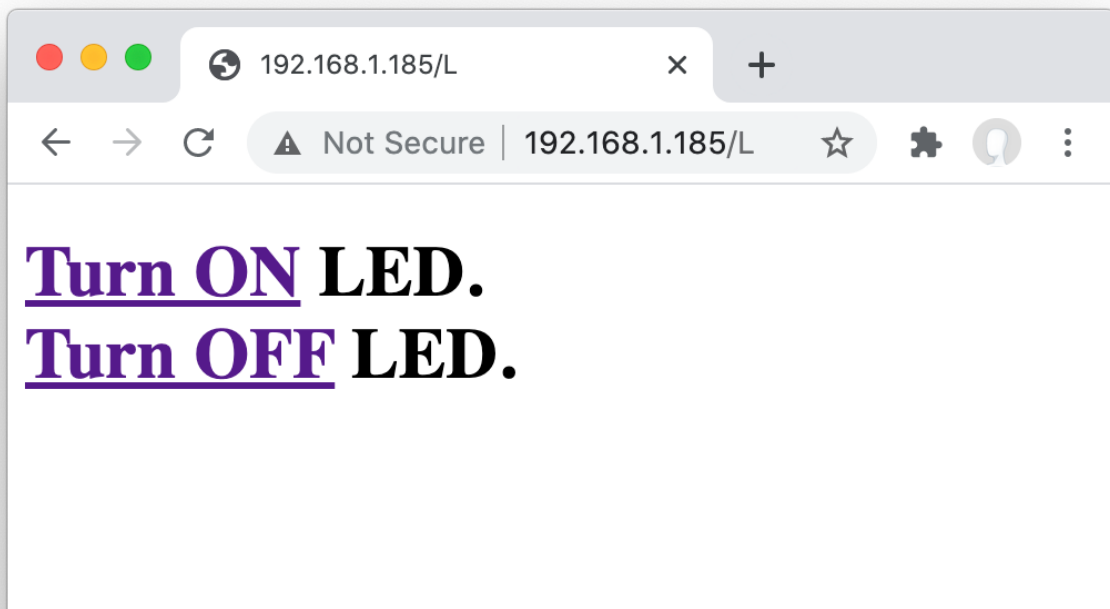 192.168.1.185/L
Not Secure 192.168.1.185/L
Turn ON LED.
Turn OFF LED.